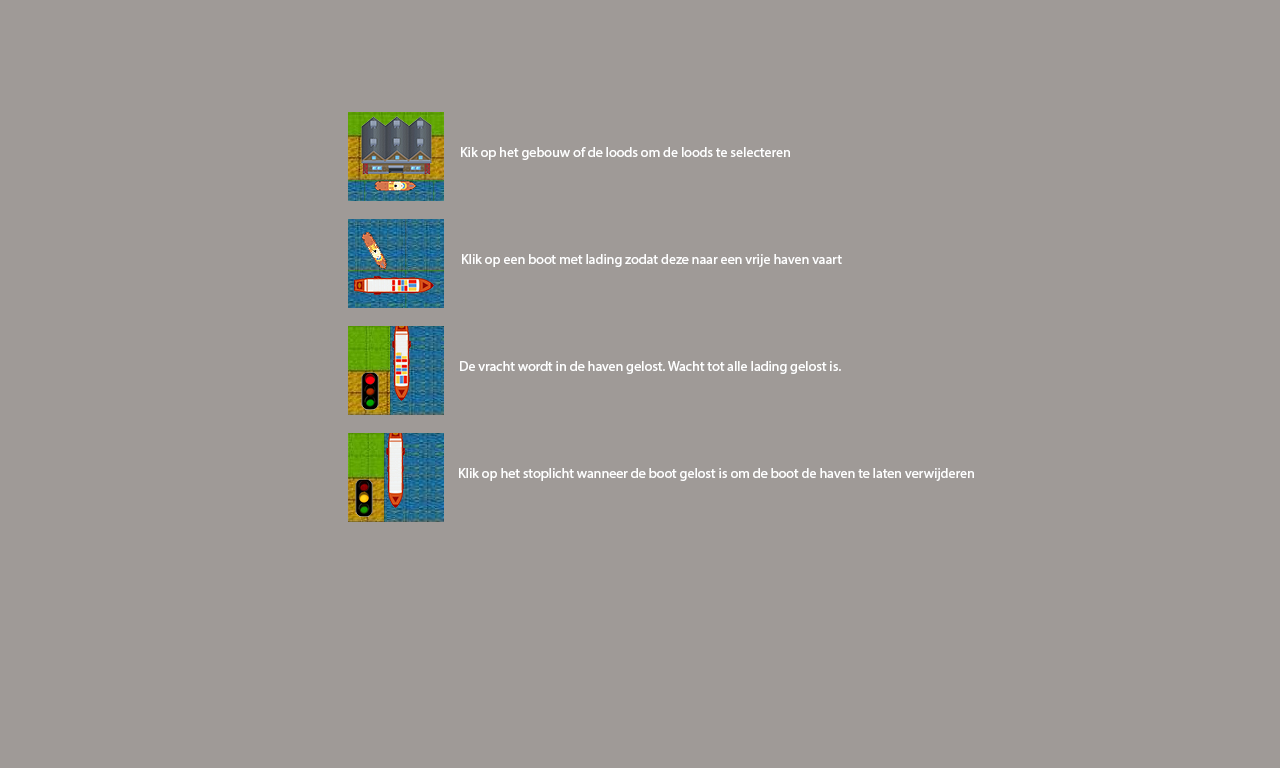 Kik op het gebouw of de loods om de loods te selecteren
Klik op een boot met lading zodat deze naar een vrije haven vaart
De vracht wordt in de haven gelost. Wacht tot alle lading gelost is.
Klik op het stoplicht wanneer de boot gelost is om de boot de haven te laten verwijderen